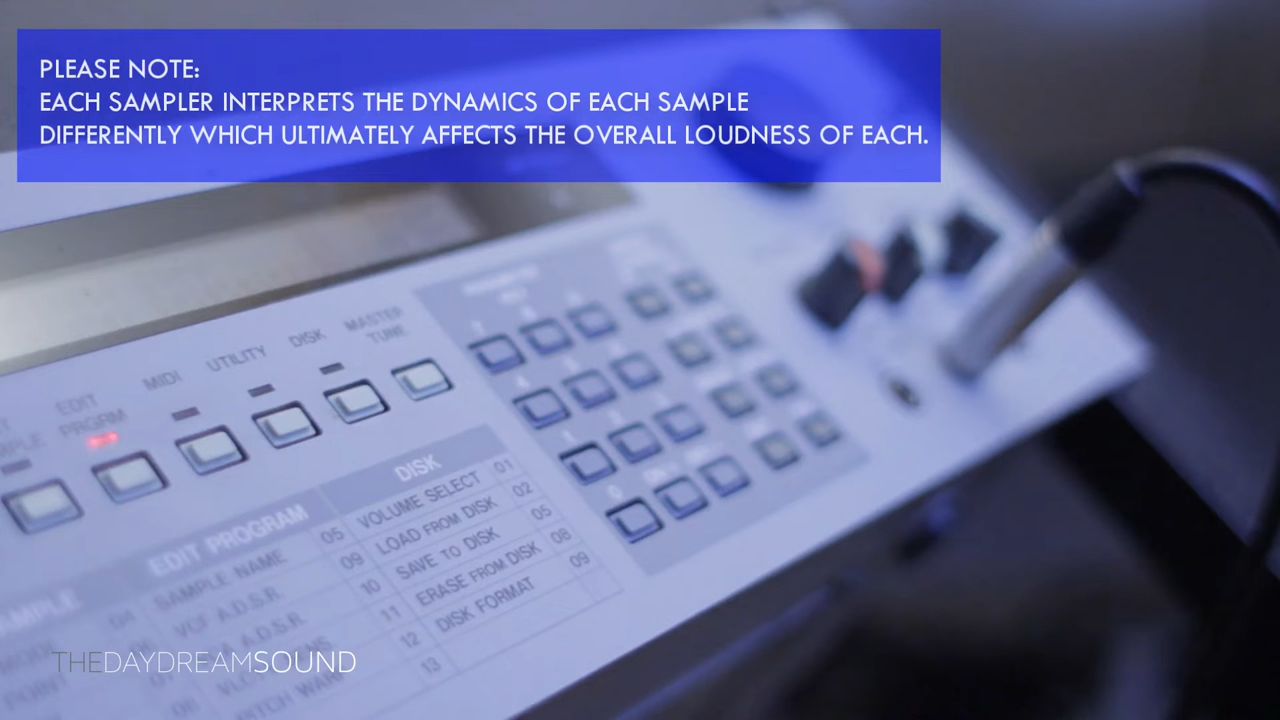 PLEASE NOTE:
EACH SAMPLER INTERPRETS THE DYNAMICS OF EACH SAMPLE
DIFFERENTLY WHICH ULTIMATELY AFFECTS THE OVERALL LOUDNESS OF EACH.
EDIT
PRGRM
MIDI
UTILITY
DISK
MASTER
TUNE
EDIT PROGRAM
SAMPLE NAME 05
VCF A.D.S.R. 09
A.D.S.R. 10
11
12
13
DISK
VOLUME SELECT 01
LOAD FROM DISK 02
SAVE TO DISK 05
ERASE FROM DISK 08
DISK FORMAT 09
THEDAYDREAMSOUND